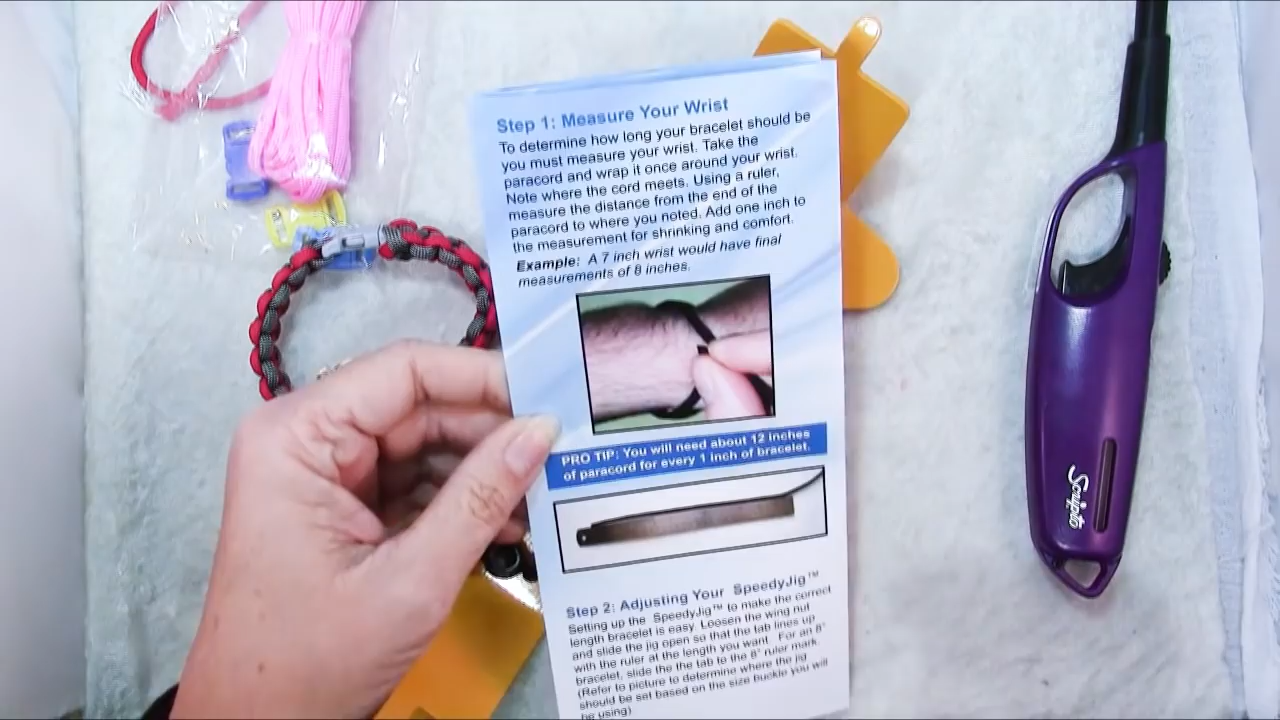 Step 1: Measure Your Wrist
To determine how long your bracelet should be
you must measure your wrist. Take the
paracord and wrap it once around your wrist.
Note where the cord meets. Using a ruler,
measure the distance from the end of the
paracord to where you noted. Add one inch to
the measurement for shrinking and comfort.
Example: A 7 inch wrist would have final
measurements of 8 inches.
PRO TIP: You will need about 12 inches
of paracord for every 1 inch of bracelet.
Step 2: Adjusting Your SpeedyJig™
Setting up the SpeedyJig™ to make the correct
length bracelet is easy. Loosen the wing nut
and slide the jig open so that the tab lines up
with the ruler at the length you want. For an 8"
bracelet, slide the the tab to the 8" ruler mark.
(Refer to picture to determine where the jig
should be set based on the size buckle you will
be using)
Scripto